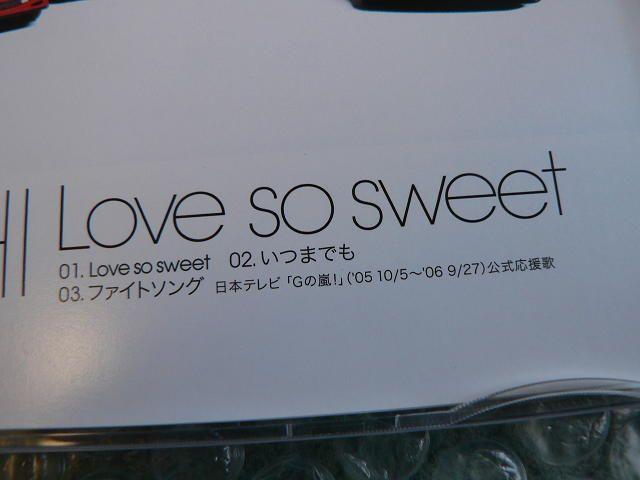 HI Love so sweet
01. Love so sweet 02. いつまでも
03. ファイトソング 日本テレビ「Gの嵐!」('05 10/5〜'06 9/27)公式応援歌